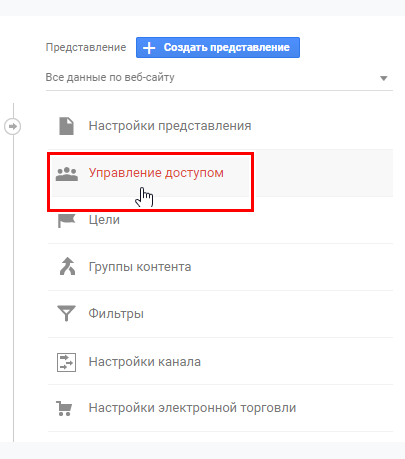 Представление + Создать представление
Все данные по веб-сайту
Настройки представления
Управление доступом
Цели
Группы контента
Фильтры
Настройки канала
Настройки электронной торговли